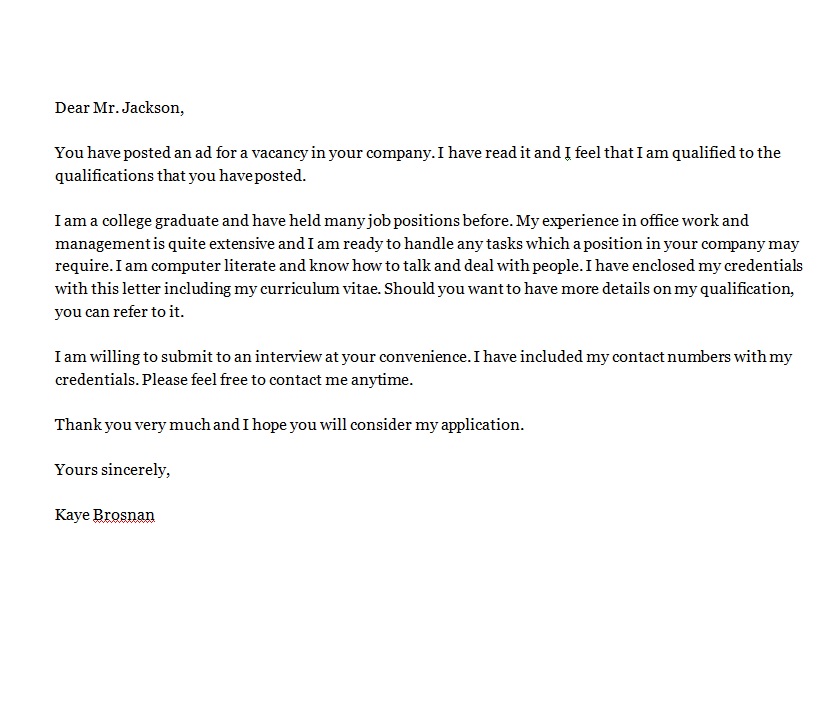 Dear Mr. Jackson,
You have posted an ad for a vacancy in your company. I have read it and I feel that I am qualified to the
qualifications that you have posted.
I am a college graduate and have held many job positions before. My experience in office work and
management is quite extensive and I am ready to handle any tasks which a position in your company may
require. I am computer literate and know how to talk and deal with people. I have enclosed my credentials
with this letter including my curriculum vitae. Should you want to have more details on my qualification,
you can refer to it.
I am willing to submit to an interview at your convenience. I have included my contact numbers with my
credentials. Please feel free to contact me anytime.
Thank you very much and I hope you will consider my application.
Yours sincerely,
Kaye Brosnan